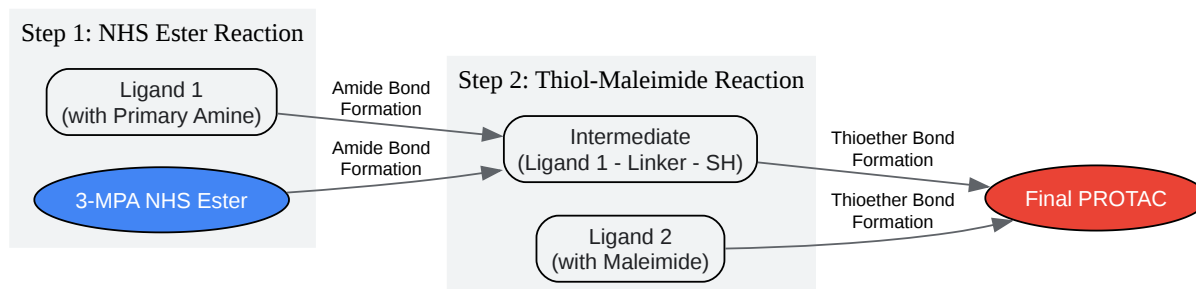 Step 1: NHS Ester Reaction
Ligand 1
(with Primary Amine)
3-MPA NHS Ester
Amide Bond
Formation
Amide Bond
Formation
Step 2: Thiol-Maleimide Reaction
Intermediate
(Ligand 1 - Linker - SH)
Ligand 2
(with Maleimide)
Thioether Bond
Formation
Thioether Bond
Formation
Final PROTAC